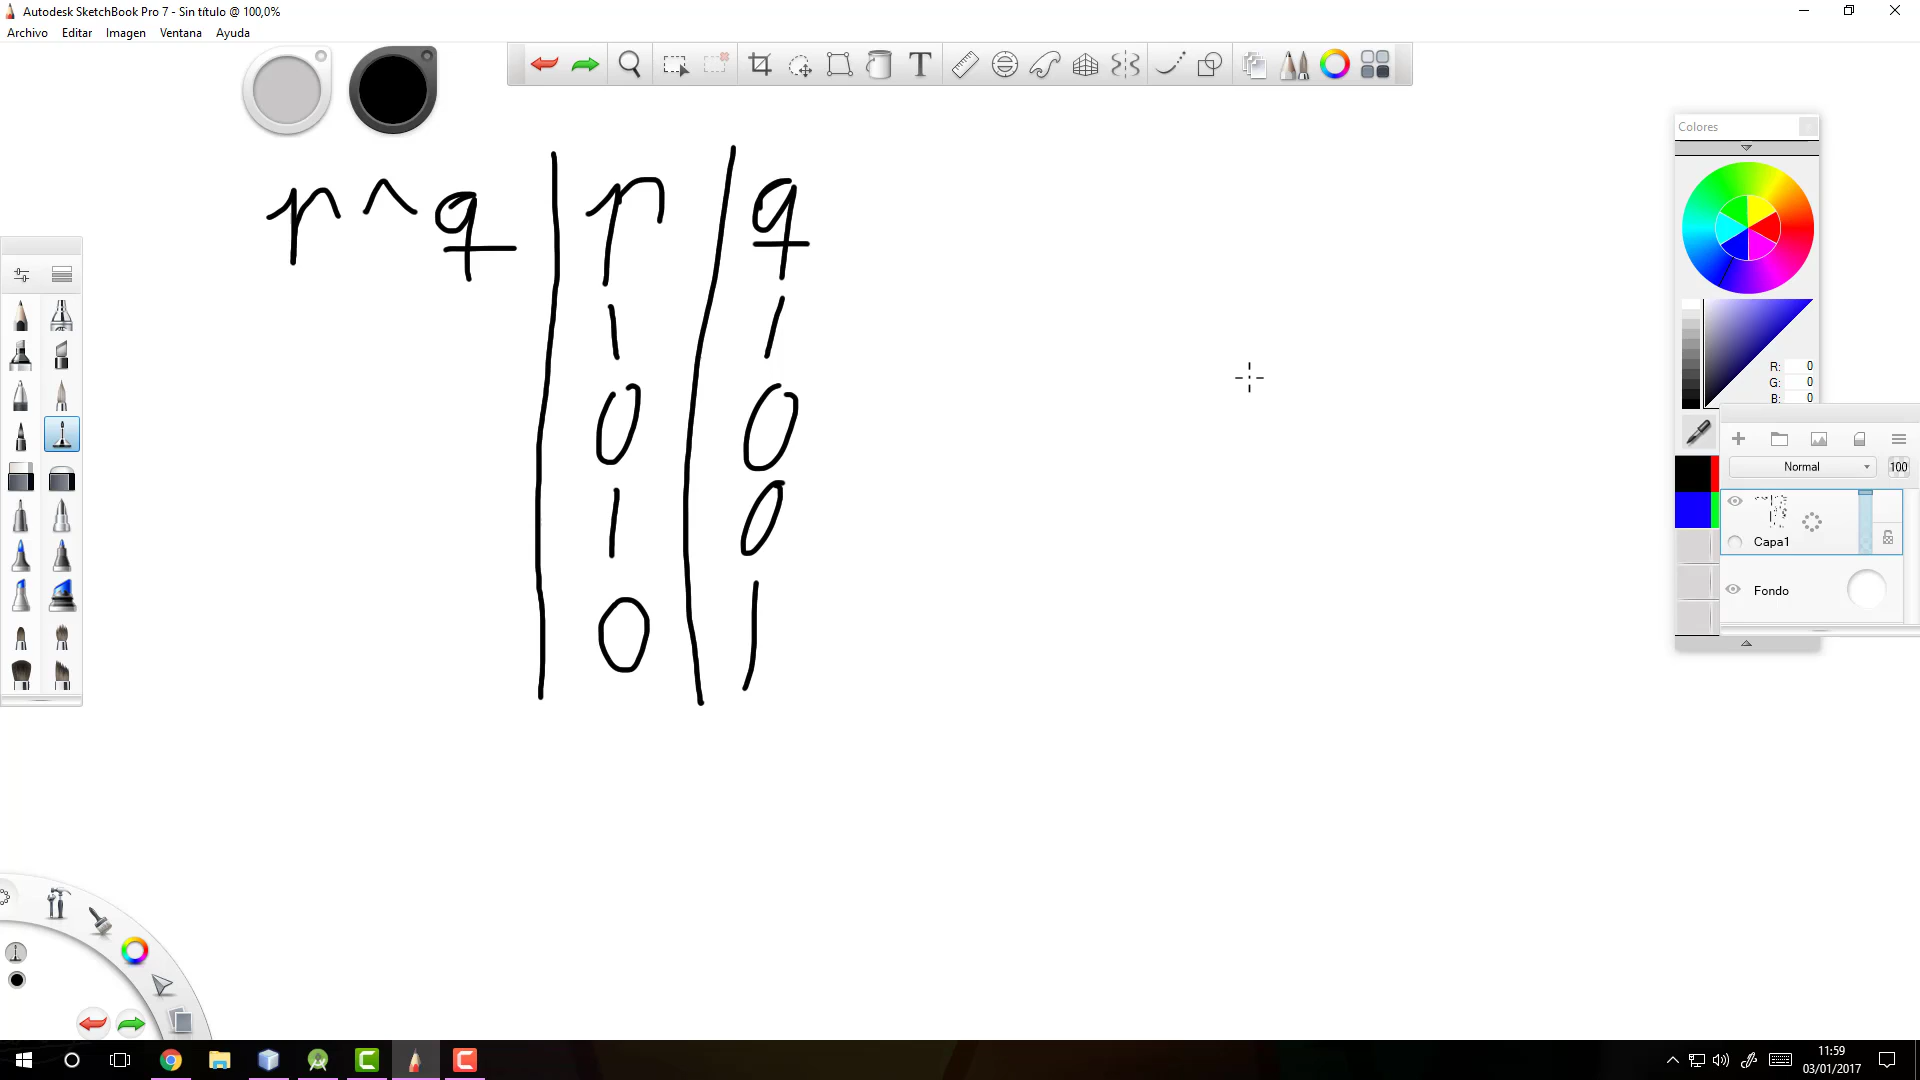 Autodesk SketchBook Pro 7 - Sin título @ 100,0%
Archivo Editar Imagen Ventana Ayuda
T
Colores
p ^ q | p | q
1 1
0 0
1 0
0 1
R: 0
G: 0
B: 0
Normal 100
Capa1
Fondo
11:59
03/01/2017